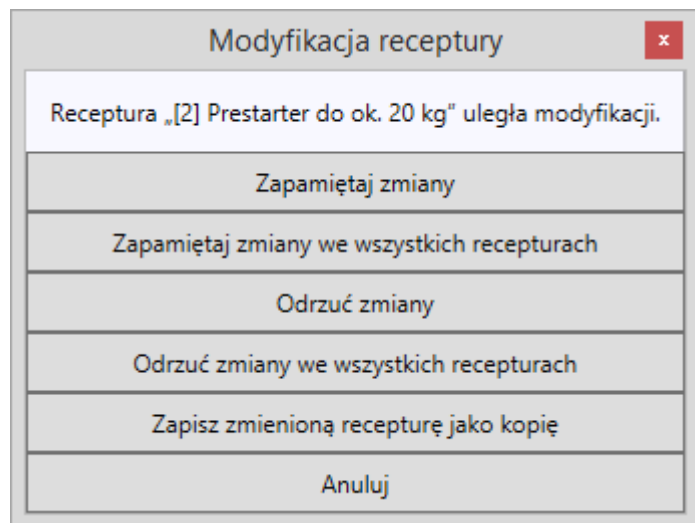 Modyfikacja receptury
x
Receptura „[2] Prestarter do ok. 20 kg“ uległa modyfikacji.
Zapamiętaj zmiany
Zapamiętaj zmiany we wszystkich recepturach
Odrzuć zmiany
Odrzuć zmiany we wszystkich recepturach
Zapisz zmienioną recepturę jako kopię
Anuluj